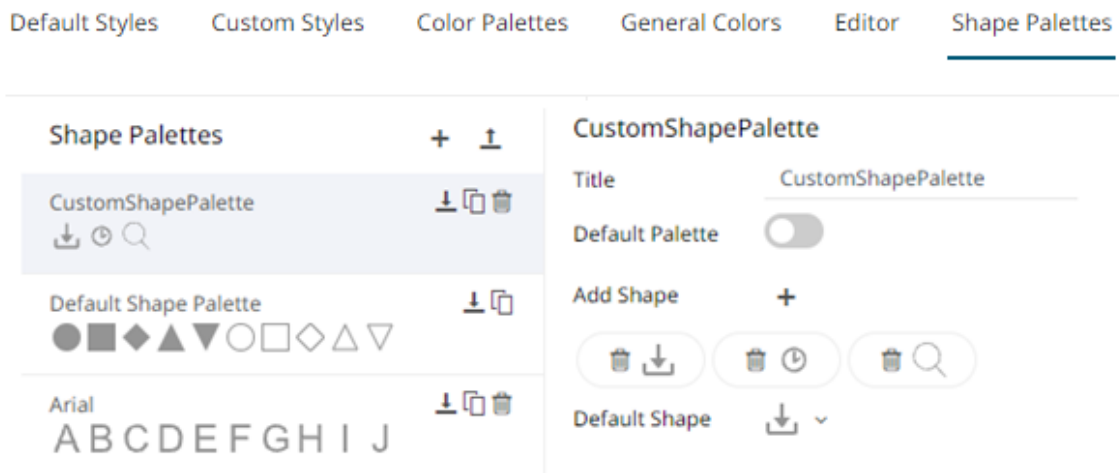 Default Styles Custom Styles Color Palettes General Colors Editor Shape Palettes
Shape Palettes
CustomShapePalette
Default Shape Palette
Arial
A B C D E F G H I J
CustomShapePalette
Title CustomShapePalette
Default Palette
Add Shape
Default Shape